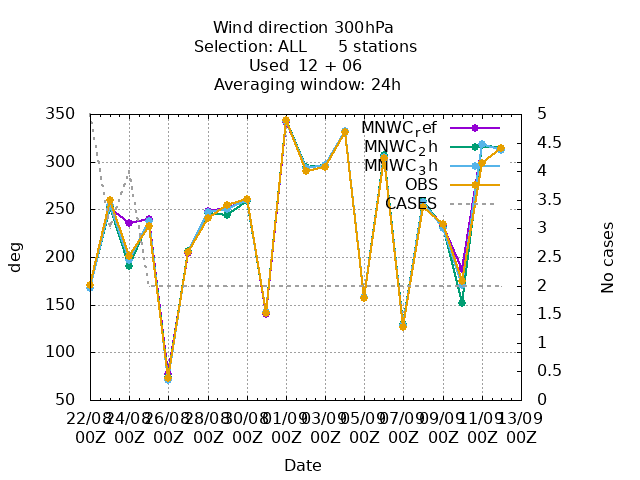 Wind direction 300hPa
Selection: ALL 5 stations
Used 12 + 06
Averaging window: 24h
350
300
250
200
150
100
50
deg
5
4.5
4
3.5
3
2.5
2
1.5
1
0.5
0
No cases
MNWCref
MNWC2h
MNWC3h
OBS
CASES
22/08 24/08 26/08 28/08 30/08 01/09 03/09 05/09 07/09 09/09 11/09 13/09
00Z 00Z 00Z 00Z 00Z 00Z 00Z 00Z 00Z 00Z 00Z 00Z
Date